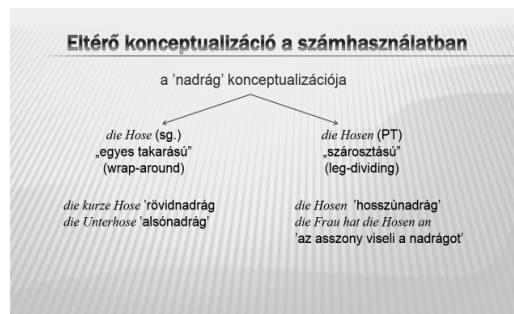 Eltérő konceptualizáció a számhasználatban
a 'nadrág' konceptualizációja
die Hose (sg.)
„egyes takarású”
(wrap-around)
die kurze Hose 'rövidnadrág
die Unterhose 'alsónadrág'
die Hosen (PT)
„szárosztású”
(leg-dividing)
die Hosen 'hosszúnadrág'
die Frau hat die Hosen an
'az asszony viseli a nadrágot'